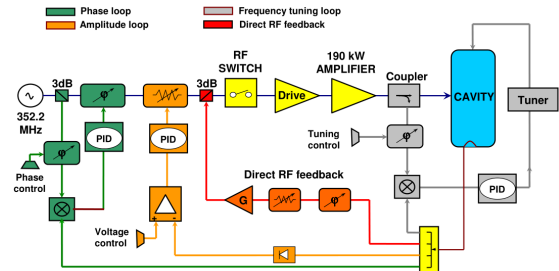 Phase loop
Amplitude loop
Frequency tuning loop
Direct RF feedback
3dB
φ
3dB
RF
SWITCH
Drive
190 kW
AMPLIFIER
Coupler
CAVITY
Tuner
352.2
MHz
PID
PID
φ
Phase
control
Tuning
control
φ
PID
Direct RF feedback
G
φ
+ -
Voltage
control